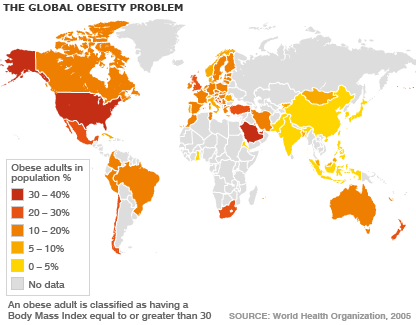 THE GLOBAL OBESITY PROBLEM
Obese adults in
population %
30 – 40%
20 – 30%
10 – 20%
5 – 10%
0 – 5%
No data
An obese adult is classified as having a
Body Mass Index equal to or greater than 30
SOURCE: World Health Organization, 2005